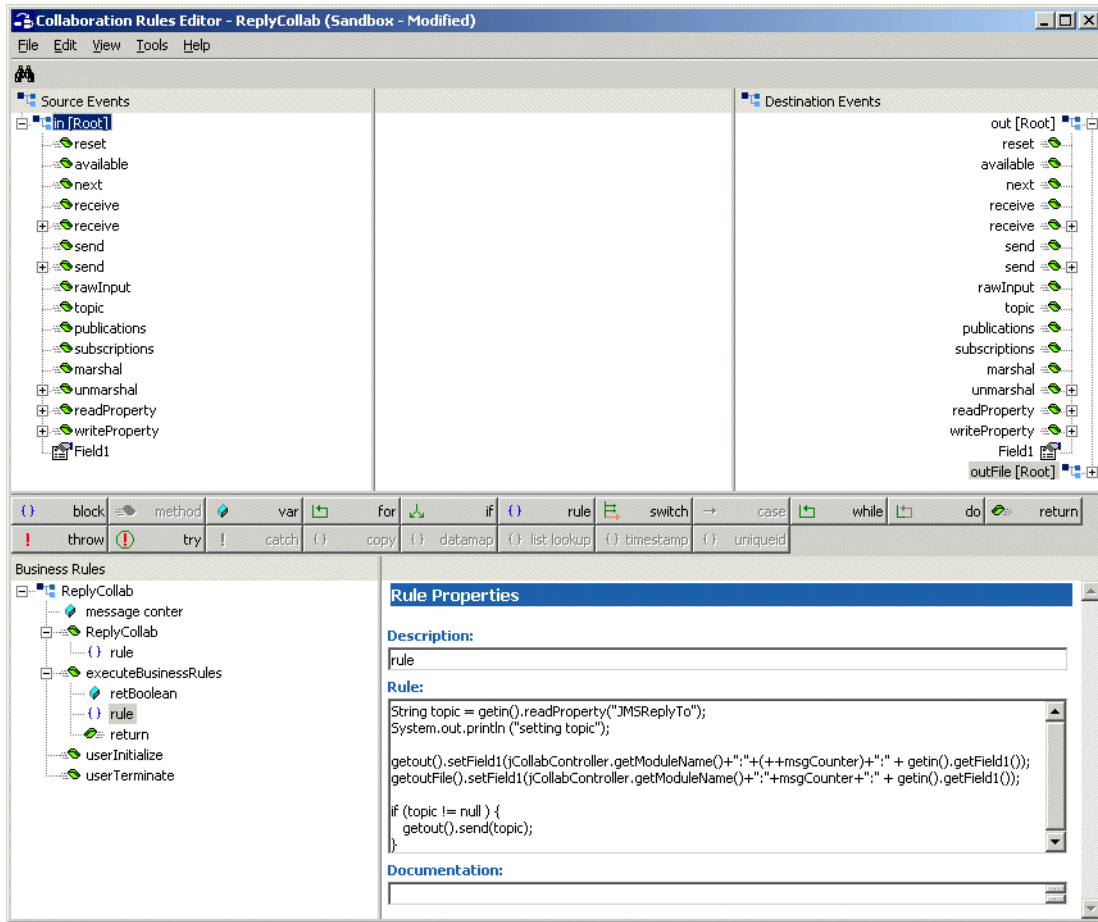 Collaboration Rules Editor - ReplyCollab (Sandbox - Modified)
File Edit View Tools Help
Source Events
in [Root]
reset
available
next
receive
receive
send
send
rawInput
topic
publications
subscriptions
marshal
unmarshal
readProperty
writeProperty
Field1
Destination Events
out [Root]
reset
available
next
receive
receive
send
send
rawInput
topic
publications
subscriptions
marshal
unmarshal
readProperty
writeProperty
Field1
outFile [Root]
block method var for if rule switch case while do return
throw try catch copy datamap list lookup timestamp uniqueid
Business Rules
ReplyCollab
message conter
ReplyCollab
rule
executeBusinessRules
retBoolean
rule
return
userInitialize
userTerminate
Rule Properties
Description:
rule
Rule:
String topic = getin().readProperty("JMSReplyTo");
System.out.println ("setting topic");
getout().setField1(jCollabController.getModuleName()+":"+(++msgCounter)+":" + getin().getField1());
getoutFile().setField1(jCollabController.getModuleName()+":"+msgCounter+":" + getin().getField1());
if (topic != null ) {
getout().send(topic);
}
Documentation: